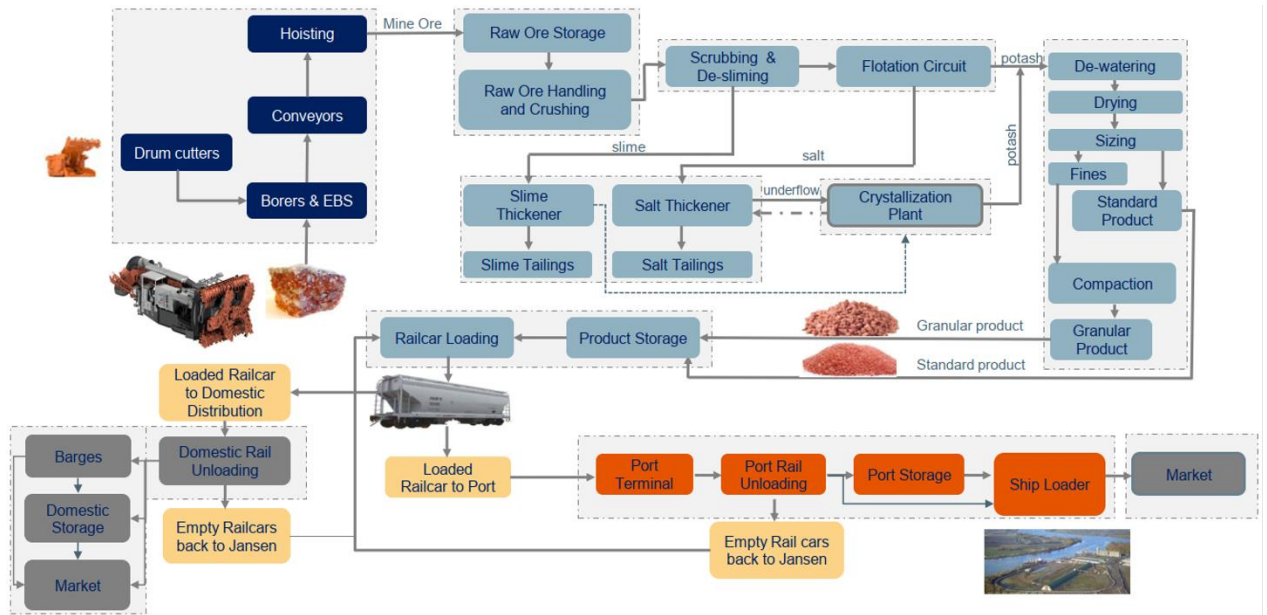 Hoisting
Mine Ore
Conveyors
Drum cutters
Borers & EBS
Raw Ore Storage
Raw Ore Handling
and Crushing
Scrubbing &
De-sliming
Flotation Circuit
potash
slime
salt
potash
Slime
Thickener
Salt Thickener
underflow
Crystallization
Plant
Slime Tailings
Salt Tailings
De-watering
Drying
Sizing
Fines
Standard
Product
Compaction
Granular
Product
Granular product
Standard product
Product Storage
Railcar Loading
Loaded Railcar
to Domestic
Distribution
Barges
Domestic Rail
Unloading
Domestic
Storage
Empty Railcars
back to Jansen
Market
Loaded
Railcar to Port
Port
Terminal
Port Rail
Unloading
Port Storage
Ship Loader
Market
Empty Rail cars
back to Jansen